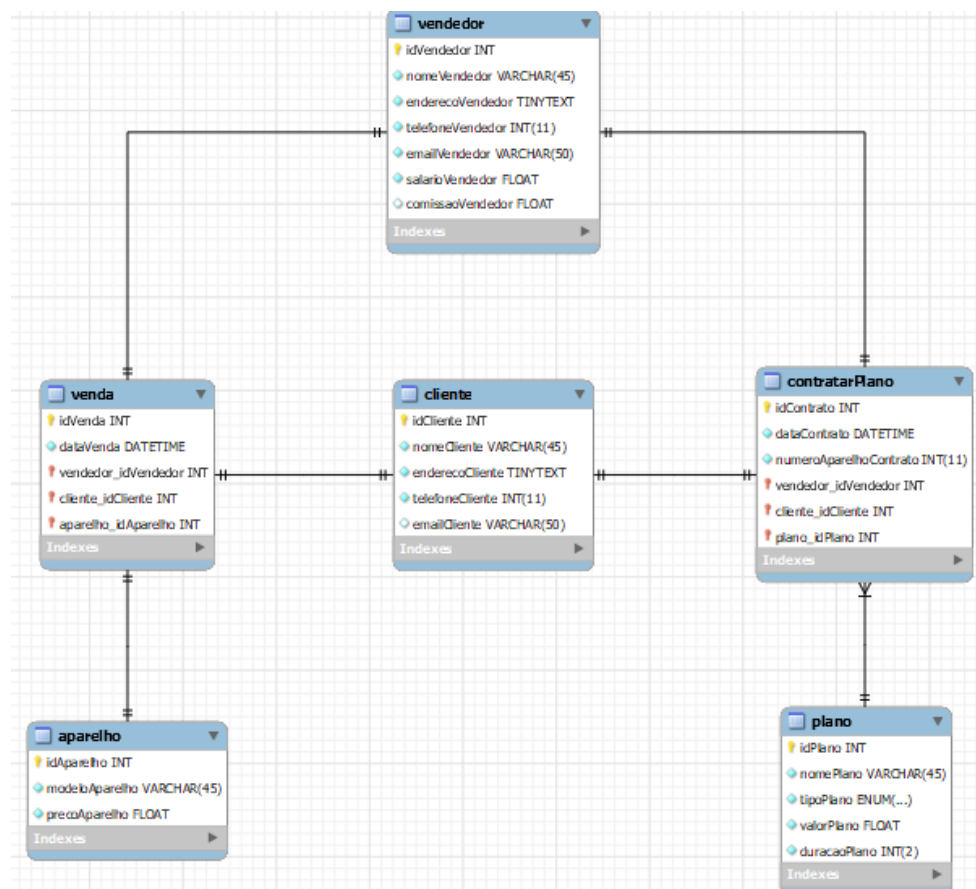 vendedor
idVendedor INT
nomeVendedor VARCHAR(45)
enderecoVendedor TINYTEXT
telefoneVendedor INT(11)
emailVendedor VARCHAR(50)
salarioVendedor FLOAT
comissaoVendedor FLOAT
Indexes
venda
idVenda INT
dataVenda DATETIME
vendedor_idVendedor INT
cliente_idCliente INT
aparelho_idAparelho INT
Indexes
cliente
idCliente INT
nomeCliente VARCHAR(45)
enderecoCliente TINYTEXT
telefoneCliente INT(11)
emailCliente VARCHAR(50)
Indexes
contratarPlano
idContrato INT
dataContrato DATETIME
numeroAparelhoContrato INT(11)
vendedor_idVendedor INT
cliente_idCliente INT
plano_idPlano INT
Indexes
aparelho
idAparelho INT
modeloAparelho VARCHAR(45)
precoAparelho FLOAT
Indexes
plano
idPlano INT
nomePlano VARCHAR(45)
tipoPlano ENUM(...)
valorPlano FLOAT
duracaoPlano INT(2)
Indexes